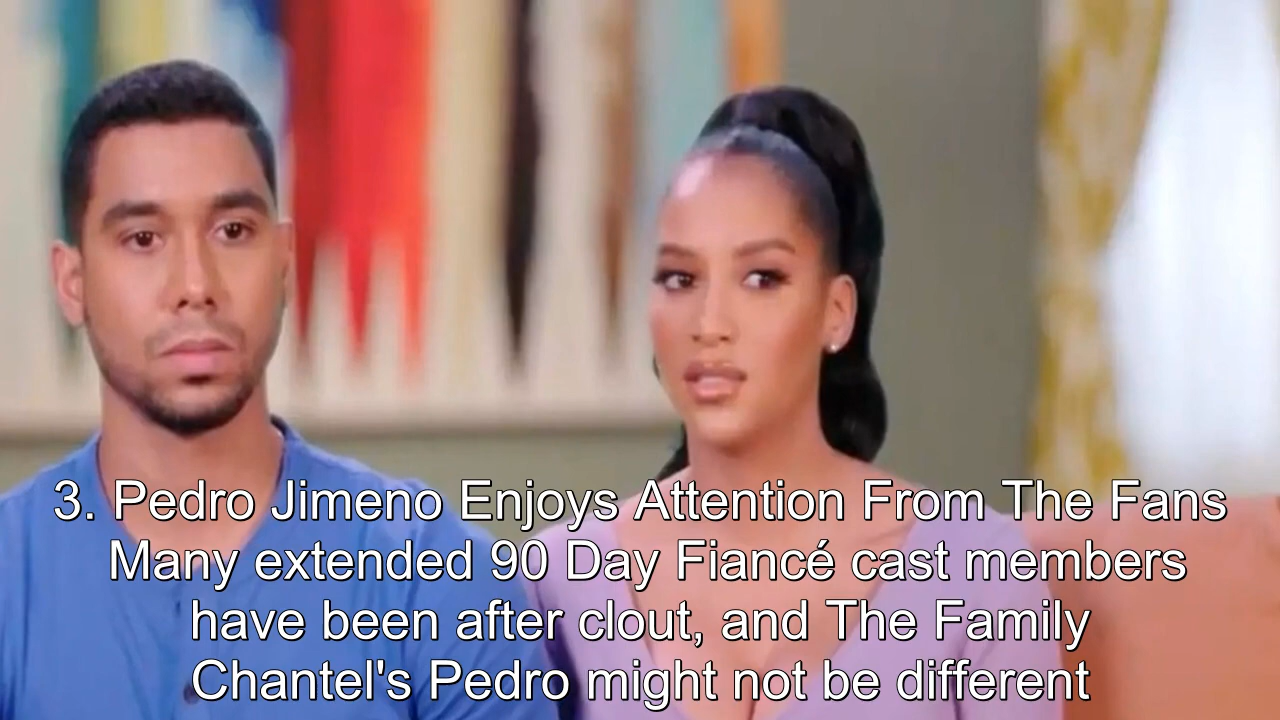 3. Pedro Jimeno Enjoys Attention From The Fans
Many extended 90 Day Fiancé cast members
have been after clout, and The Family
Chantel's Pedro might not be different